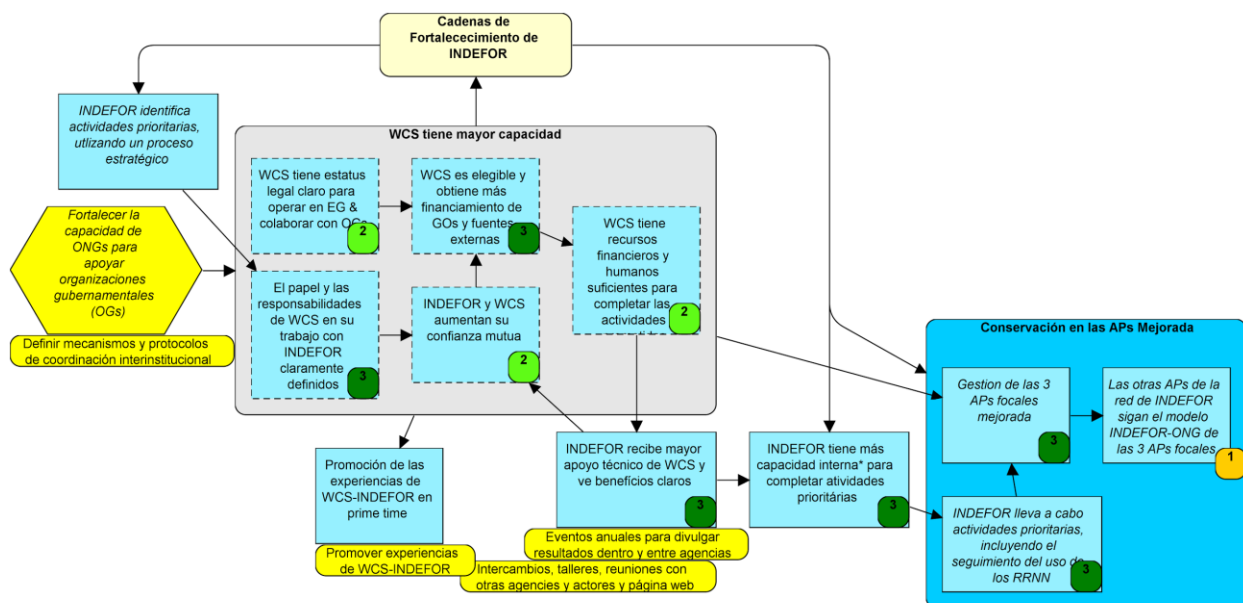 Cadenas de
Fortalececimiento de
INDEFOR
INDEFOR identifica
actividades prioritarias,
utlizando un proceso
estratégico
WCS tiene mayor capacidad
WCS tiene estatus
legal claro para
operar en EG &
colaborar con OGs
2
WCS es elegible y
obtiene más
financiamiento de
GOs y fuentes
externas
3
WCS tiene
recursos
financieros y
humanos
suficientes para
completar las
actividades
2
Fortalecer la
capacidad de
ONGs para
apoyar
organizaciones
gubernamentales
(OGs)
Definir mecanismos y protocolos
de coordinación interinstitucional
El papel y las
responsabilidades
de WCS en su
trabajo con
INDEFOR
claramente
definidos
3
INDEFOR y WCS
aumentan su
confianza mutua
2
Conservación en las APs Mejorada
Gestion de las 3
APs focales
mejorada
3
Las otras APs de la
red de INDEFOR
sigan el modelo
INDEFOR-ONG de
las 3 APs focales
1
Promoción de las
experiencias de
WCS-INDEFOR en
prime time
Promover experiencias
de WCS-INDEFOR
INDEFOR recibe mayor
apoyo técnico de WCS y
ve benefícios claros
3
Eventos anuales para divulgar
resultados dentro y entre agencias
Intercambios, talleres, reuniones con
otras agencies y actores y página web
INDEFOR tiene más
capacidad interna* para
completar atividades
prioritárias
3
INDEFOR lleva a cabo
actividades prioritarias,
incluyendo el
seguimiento del uso de
los RRNN
3